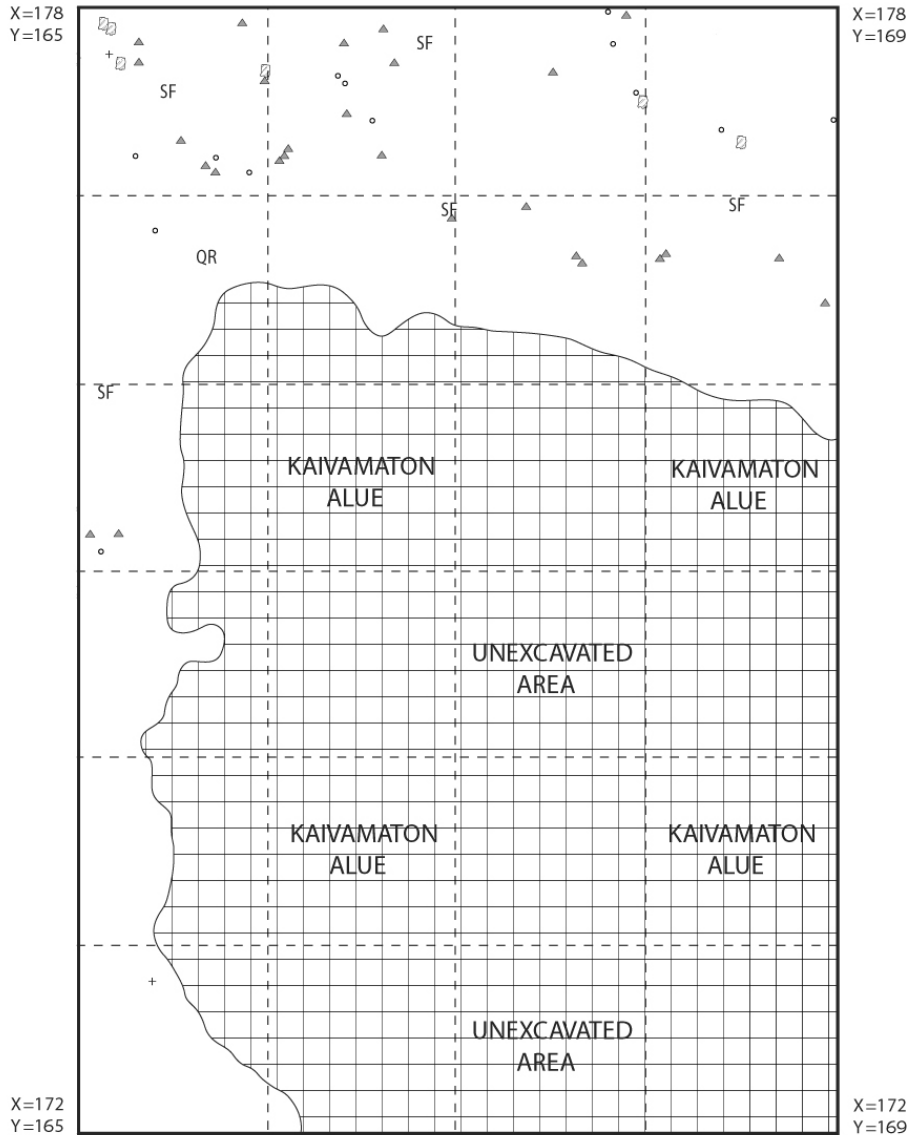 X=178
Y=165
X=178
Y=169
SF
SF
SF
SF
QR
SF
KAIVAMATON
ALUE
KAIVAMATON
ALUE
UNEXCAVATED
AREA
KAIVAMATON
ALUE
KAIVAMATON
ALUE
UNEXCAVATED
AREA
X=172
Y=165
X=172
Y=169